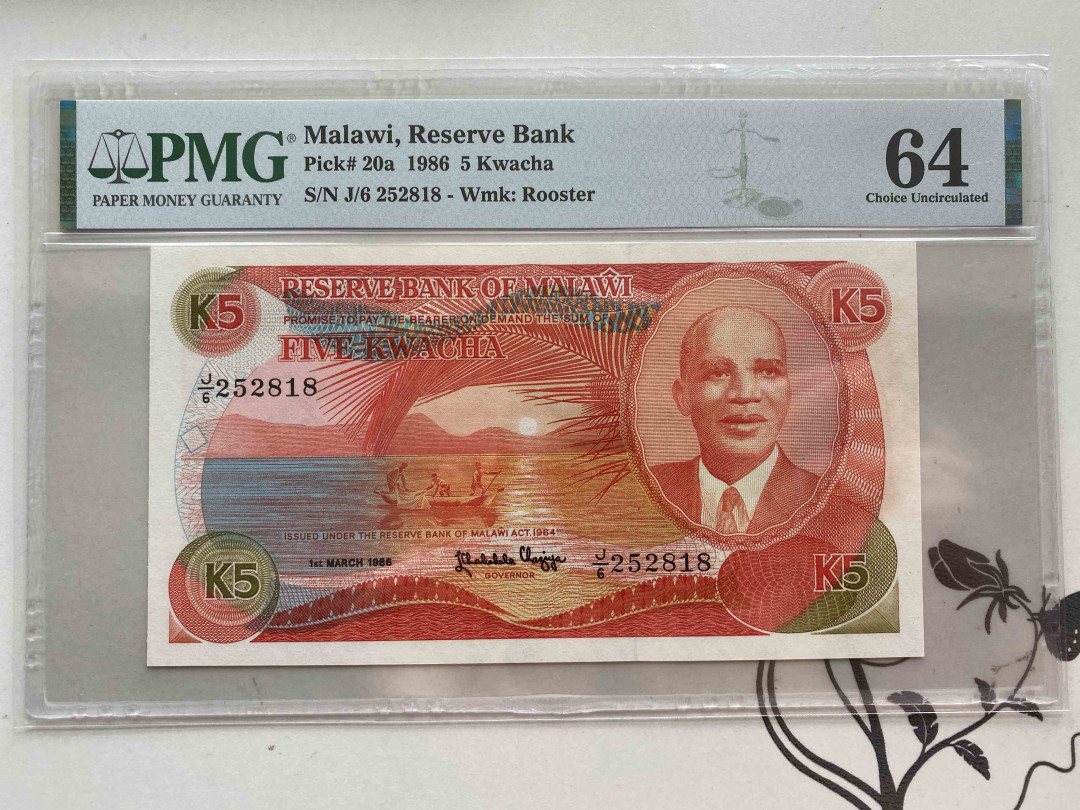 PMG®
PAPER MONEY GUARANTY
Malawi, Reserve Bank
Pick# 20a 1986 5 Kwacha
S/N J/6 252818 - Wmk: Rooster
64
Choice Uncirculated
K5
RESERVE BANK OF MALAŴI
PROMISE TO PAY THE BEARER ON DEMAND THE SUM OF
FIVE KWACHA
K5
J/6 252818
ISSUED UNDER THE RESERVE BANK OF MALAŴI ACT 1964
1st MARCH 1986
GOVERNOR
J/6 252818
K5
K5